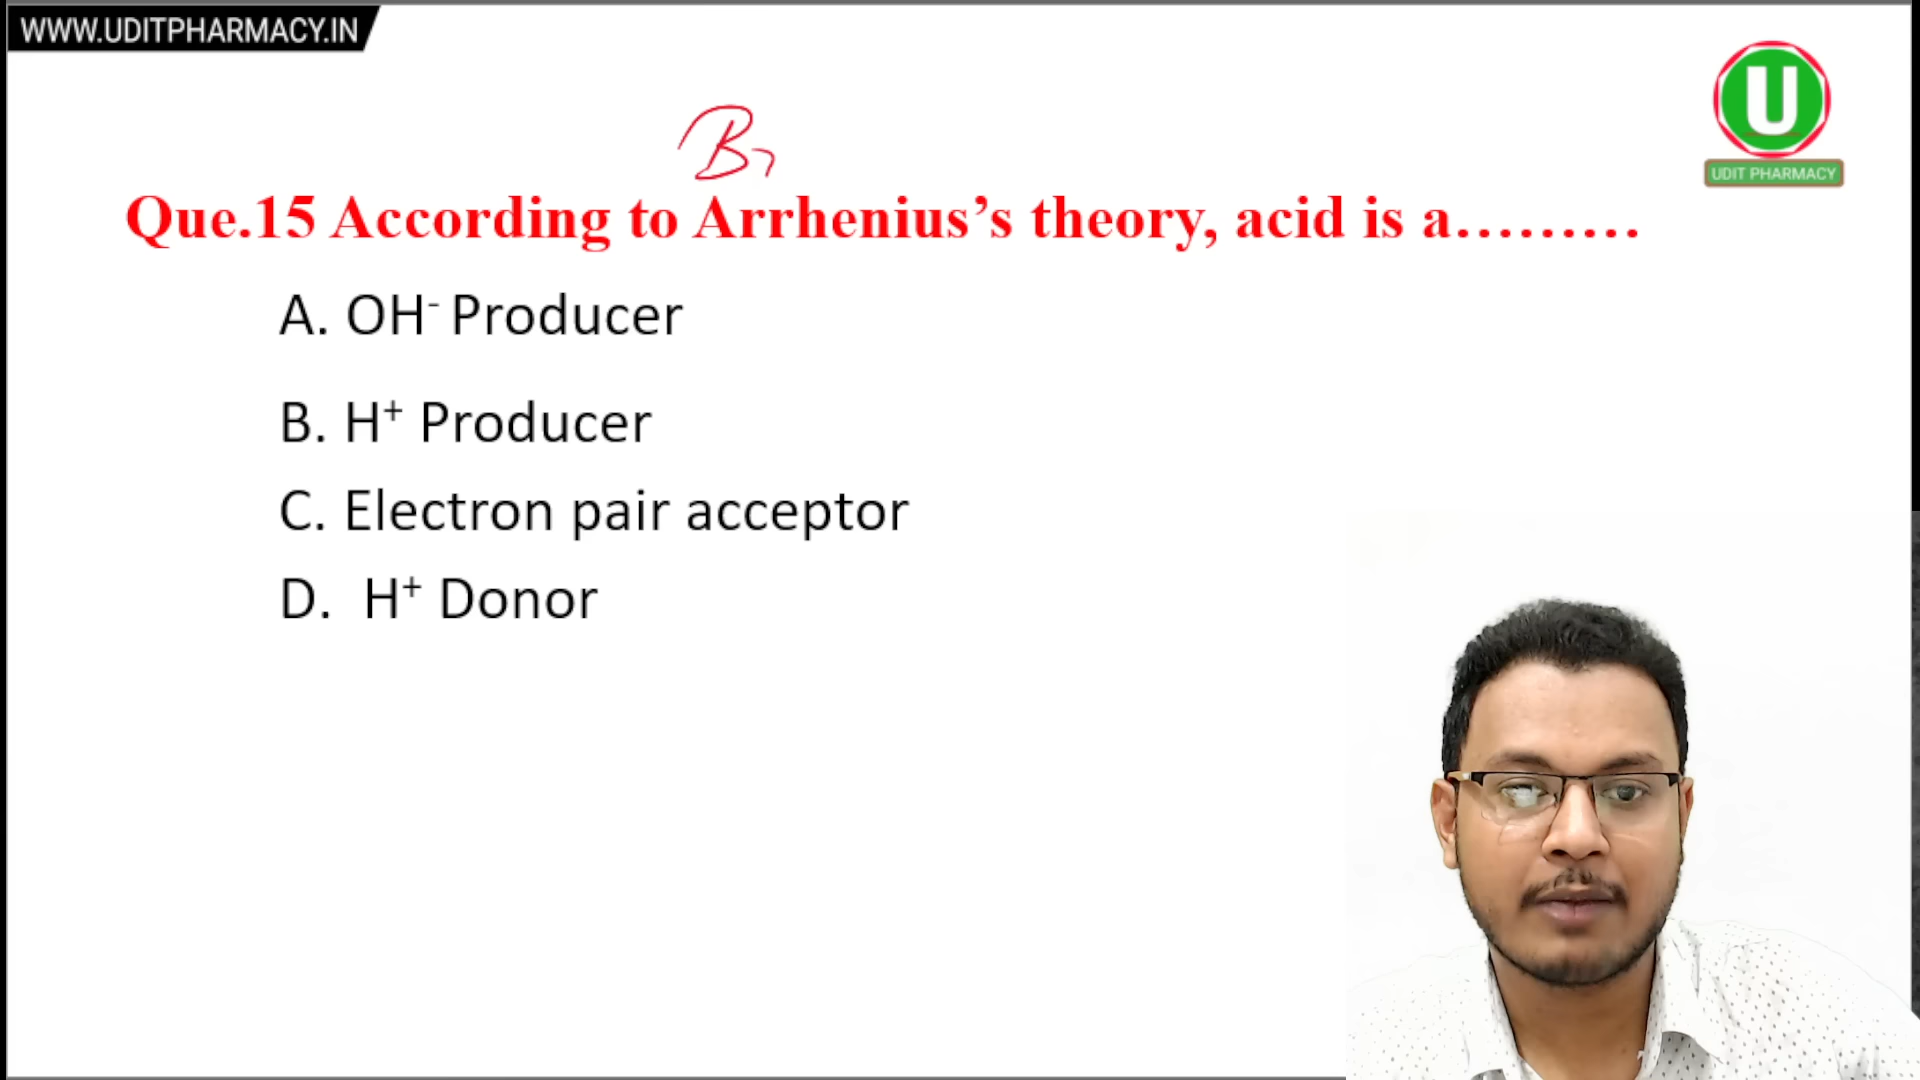 WWW.UDITPHARMACY.IN
U
UDIT PHARMACY
B,
Que.15 According to Arrhenius’s theory, acid is a………
A. OH⁻ Producer
B. H⁺ Producer
C. Electron pair acceptor
D. H⁺ Donor